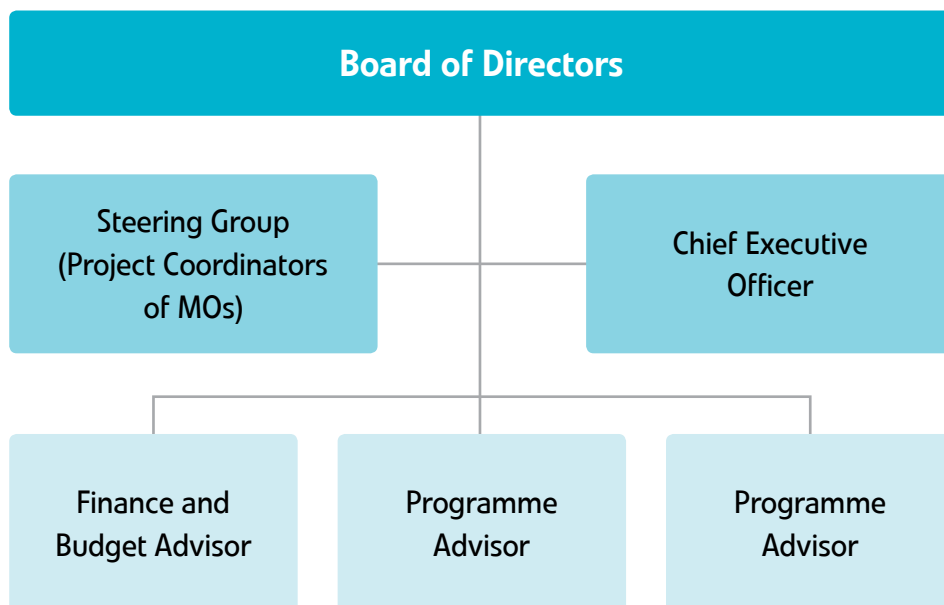 Board of Directors
Steering Group
(Project Coordinators
of MOs)
Chief Executive
Officer
Finance and
Budget Advisor
Programme
Advisor
Programme
Advisor